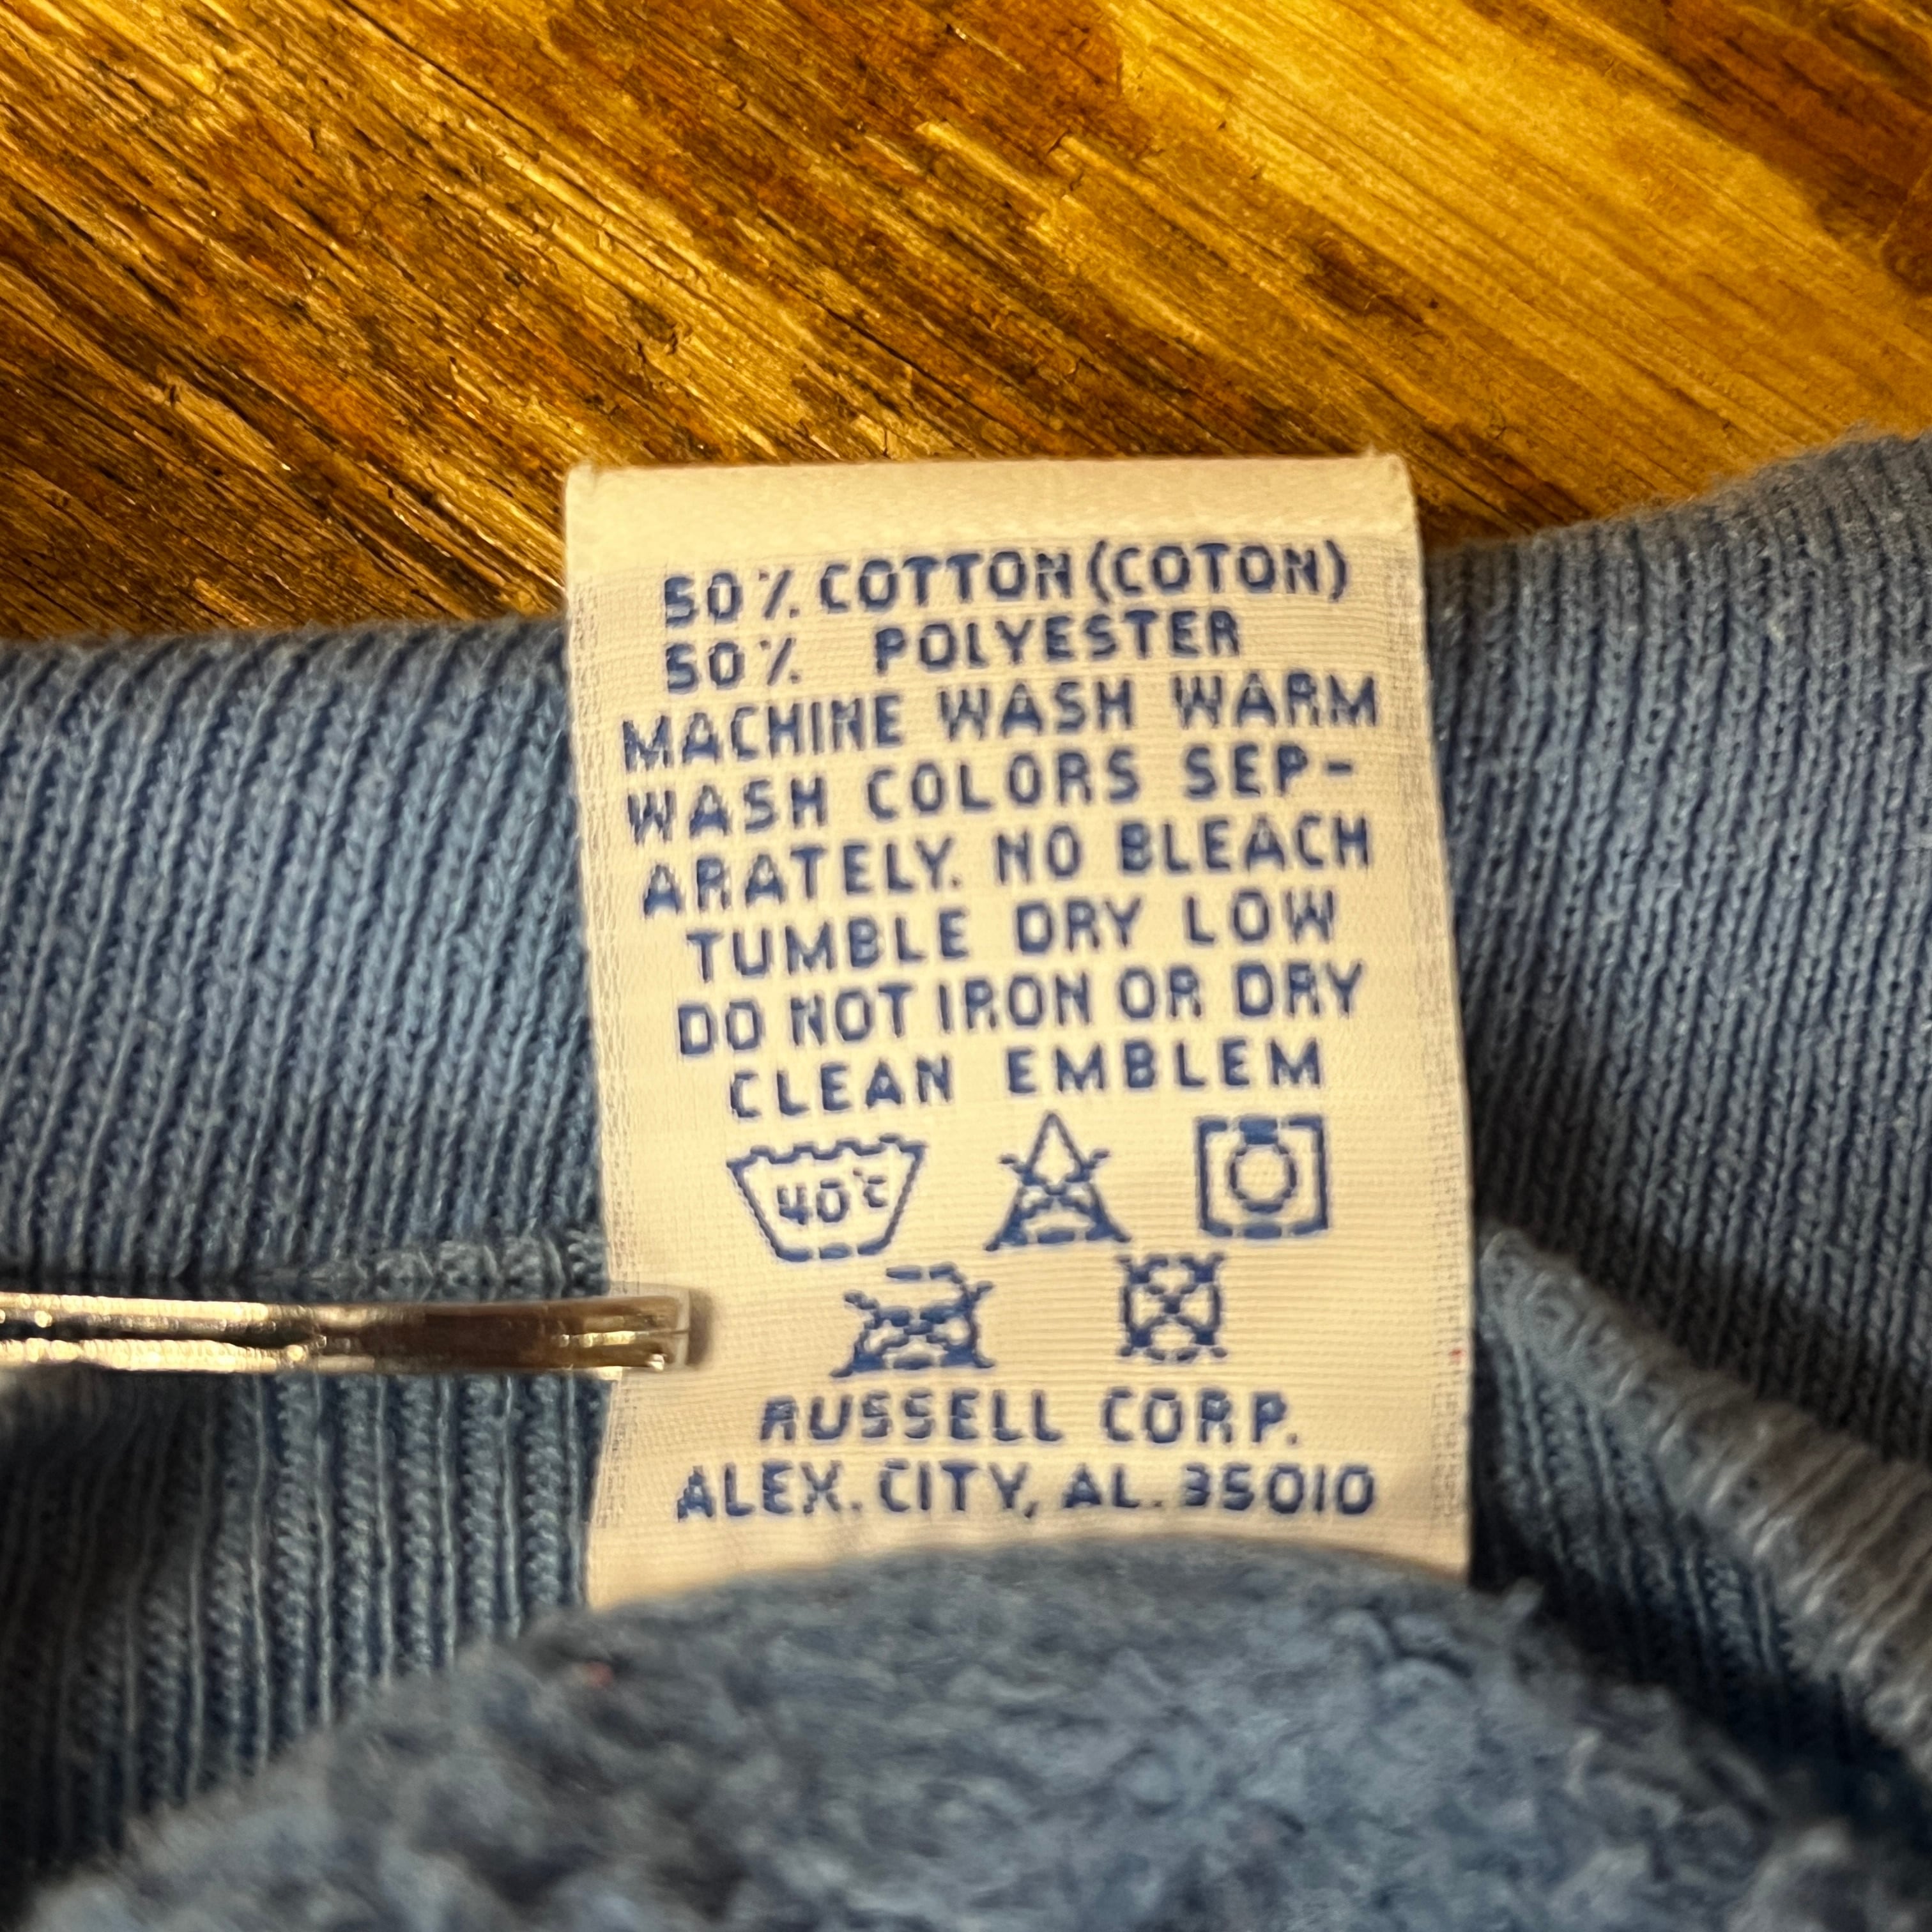 50% COTTON (COTON)
50% POLYESTER
MACHINE WASH WARM
WASH COLORS SEP-
ARATELY. NO BLEACH
TUMBLE DRY LOW
DO NOT IRON OR DRY
CLEAN EMBLEM
40°C
RUSSELL CORP.
ALEX. CITY, AL. 35010